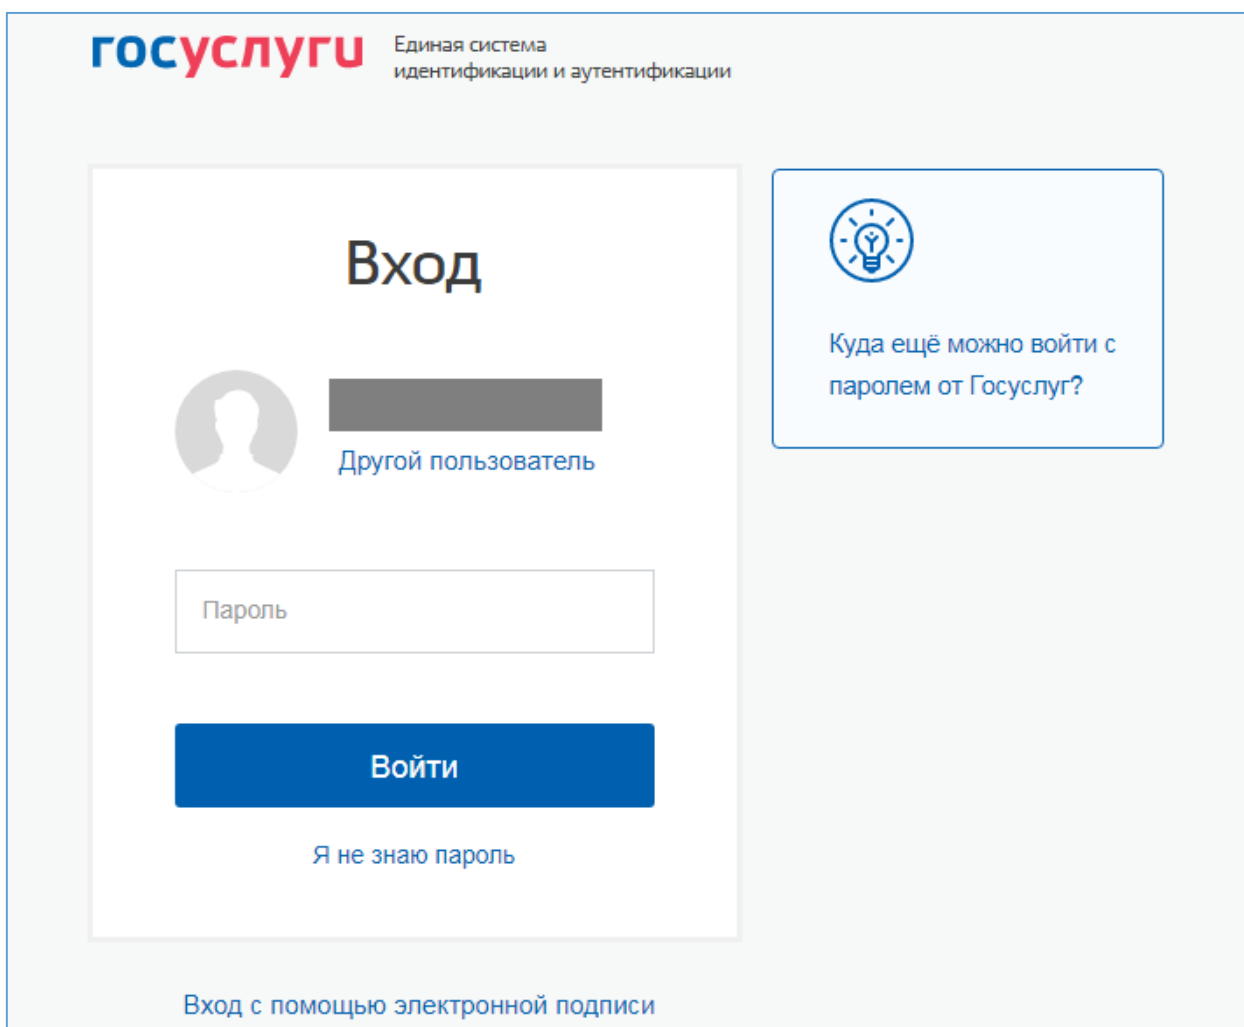 госуслуги
Единая система
идентификации и аутентификации
Вход
Другой пользователь
Пароль
Войти
Я не знаю пароль
Вход с помощью электронной подписи
Куда ещё можно войти с
паролем от Госуслуг?